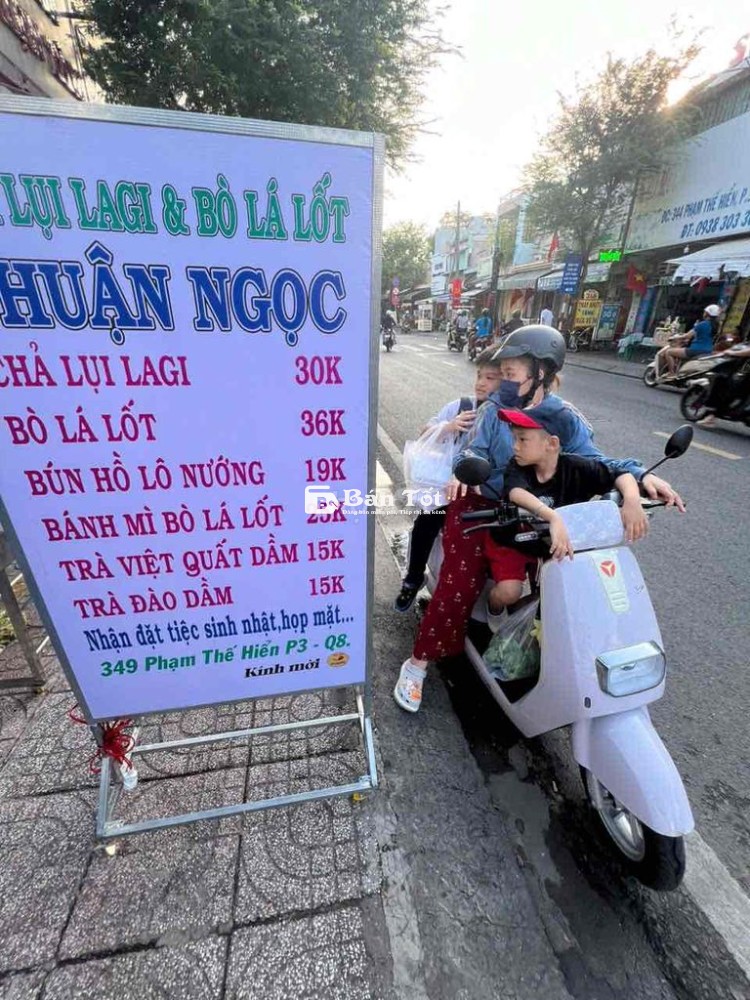 LỤI LAGI & BÒ LÁ LỐT
HUẬN NGỌC
CHẢ LỤI LAGI 30K
BÒ LÁ LỐT 36K
BÚN HỒ LÔ NƯỚNG 19K
BÁNH MÌ BÒ LÁ LỐT
TRÀ VIỆT QUẤT DẦM 15K
TRÀ ĐÀO DẦM 15K
Nhận đặt tiệc sinh nhật,họp mặt...
349 Phạm Thế Hiển P3 - Q8.
Kính mời
Bán Tốt
ĐC: 344 PHẠM THẾ HIỂN, P.
ĐT: 0938 303 3